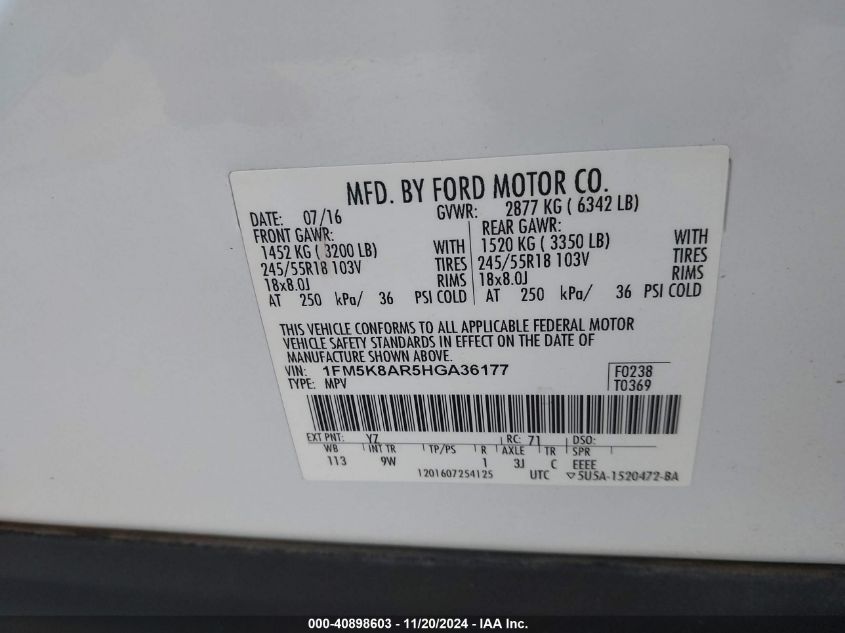 MFD. BY FORD MOTOR CO.
DATE: 07/16 GVWR: 2877 KG ( 6342 LB)
FRONT GAWR: REAR GAWR:
1452 KG ( 3200 LB) WITH 1520 KG ( 3350 LB) WITH
245/55R18 103V TIRES 245/55R18 103V TIRES
18x8.0J RIMS 18x8.0J RIMS
AT 250 kPa/ 36 PSI COLD AT 250 kPa/ 36 PSI COLD
THIS VEHICLE CONFORMS TO ALL APPLICABLE FEDERAL MOTOR
VEHICLE SAFETY STANDARDS IN EFFECT ON THE DATE OF
MANUFACTURE SHOWN ABOVE.
VIN: 1FM5K8AR5HGA36177 F0238
TYPE: MPV T0369
EXT PNT: YZ RC: 71 DSO:
WB INT TR TP/PS R AXLE TR SPR
113 9W 1 3J C EEEE
1201607254125 UTC ▽5U5A-1520472-BA
000-40898603 - 11/20/2024 - IAA Inc.